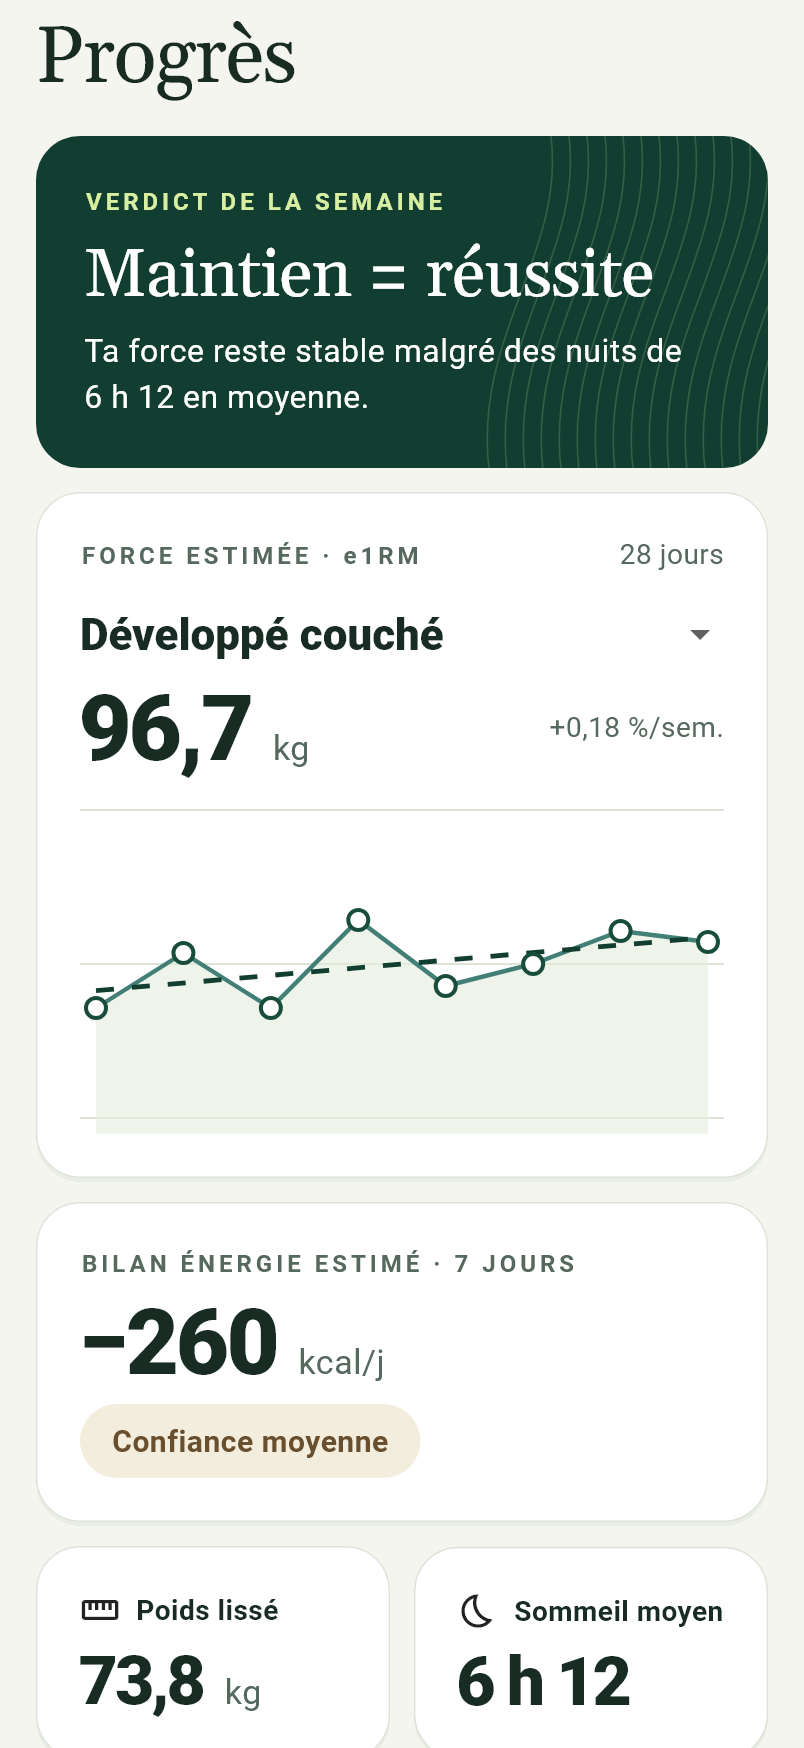 Progrès
VERDICT DE LA SEMAINE
Maintien = réussite
Ta force reste stable malgré des nuits de
6 h 12 en moyenne.
FORCE ESTIMÉE · e1RM
28 jours
Développé couché
96,7 kg
+0,18 %/sem.
BILAN ÉNERGIE ESTIMÉ · 7 JOURS
−260 kcal/j
Confiance moyenne
Poids lissé
73,8 kg
Sommeil moyen
6 h 12